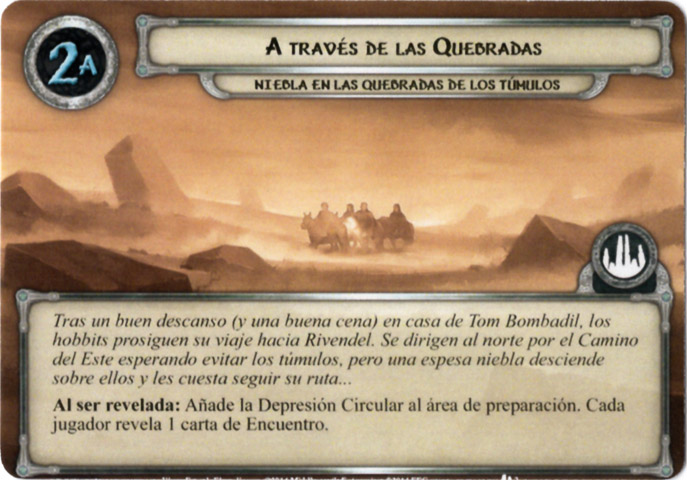 2A
A través de las Quebradas
Niebla en las Quebradas de los Túmulos
Tras un buen descanso (y una buena cena) en casa de Tom Bombadil, los
hobbits prosiguen su viaje hacia Rivendel. Se dirigen al norte por el Camino
del Este esperando evitar los túmulos, pero una espesa niebla desciende
sobre ellos y les cuesta seguir su ruta...
Al ser revelada: Añade la Depresión Circular al área de preparación. Cada
jugador revela 1 carta de Encuentro.